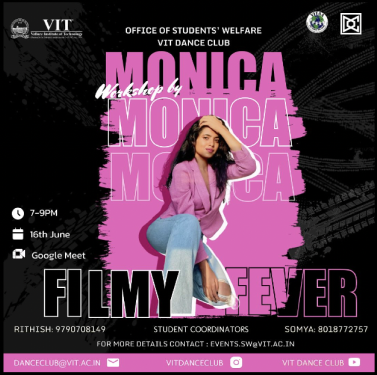 VIT
Vellore Institute of Technology
OFFICE OF STUDENTS' WELFARE
VIT DANCE CLUB
MONICA
Workshop by
MONICA
MONICA
7-9PM
16th June
Google Meet
FILMY FEVER
RITHISH: 9790708149
STUDENT COORDINATORS
SOMYA: 8018772757
FOR MORE DETAILS CONTACT : EVENTS.SW@VIT.AC.IN
DANCECLUB@VIT.AC.IN
VITDANCECLUB
VIT DANCE CLUB